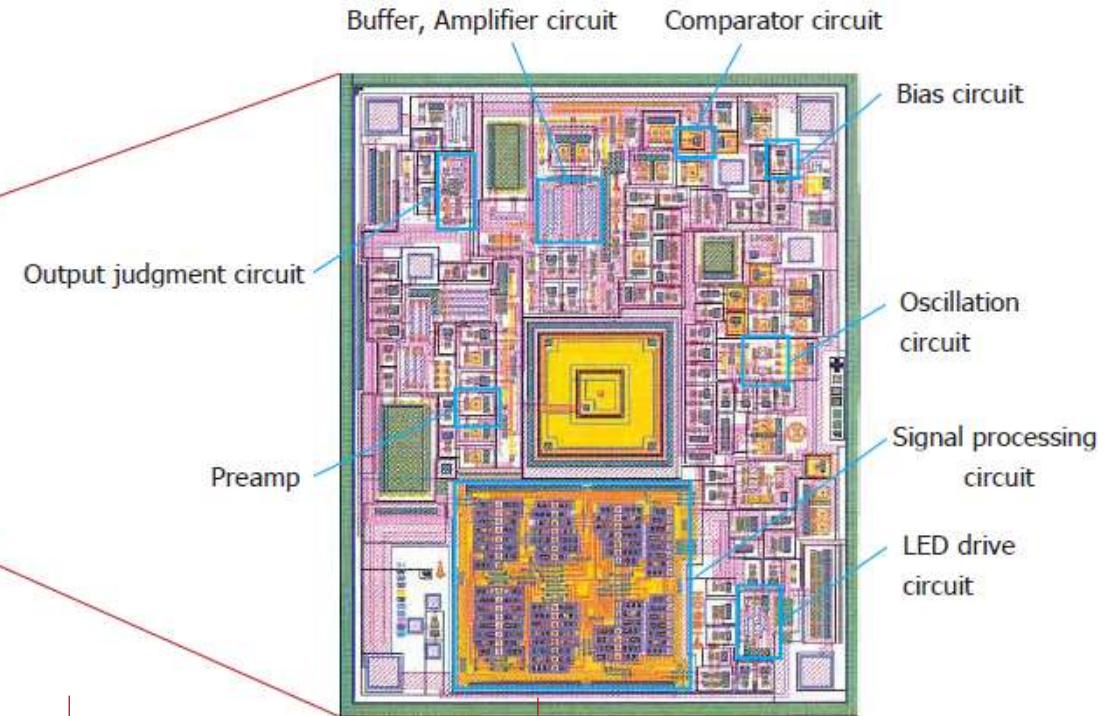 Buffer, Amplifier circuit
Comparator circuit
Bias circuit
Output judgment circuit
Oscillation
circuit
Signal processing
circuit
Preamp
LED drive
circuit